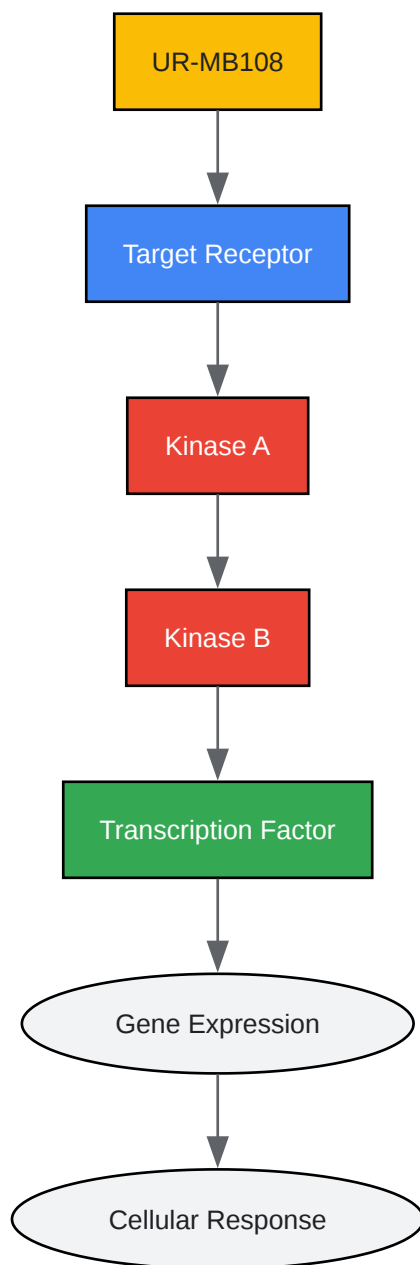 UR-MB108
Target Receptor
Kinase A
Kinase B
Transcription Factor
Gene Expression
Cellular Response